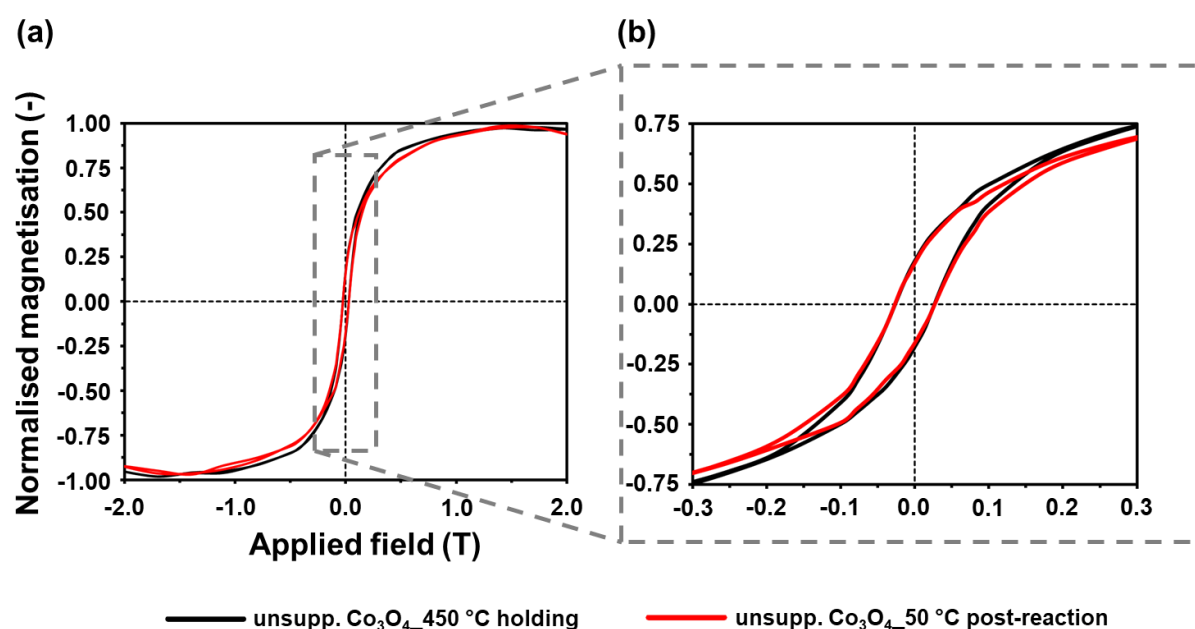 (a)
(b)
Normalised magnetisation (-)
1.00
0.75
0.50
0.25
0.00
-0.25
-0.50
-0.75
-1.00
-2.0 -1.0 0.0 1.0 2.0
Applied field (T)
0.75
0.50
0.25
0.00
-0.25
-0.50
-0.75
-0.3 -0.2 -0.1 0.0 0.1 0.2 0.3
unsupp. Co₃O₄_450 °C holding
unsupp. Co₃O₄_50 °C post-reaction